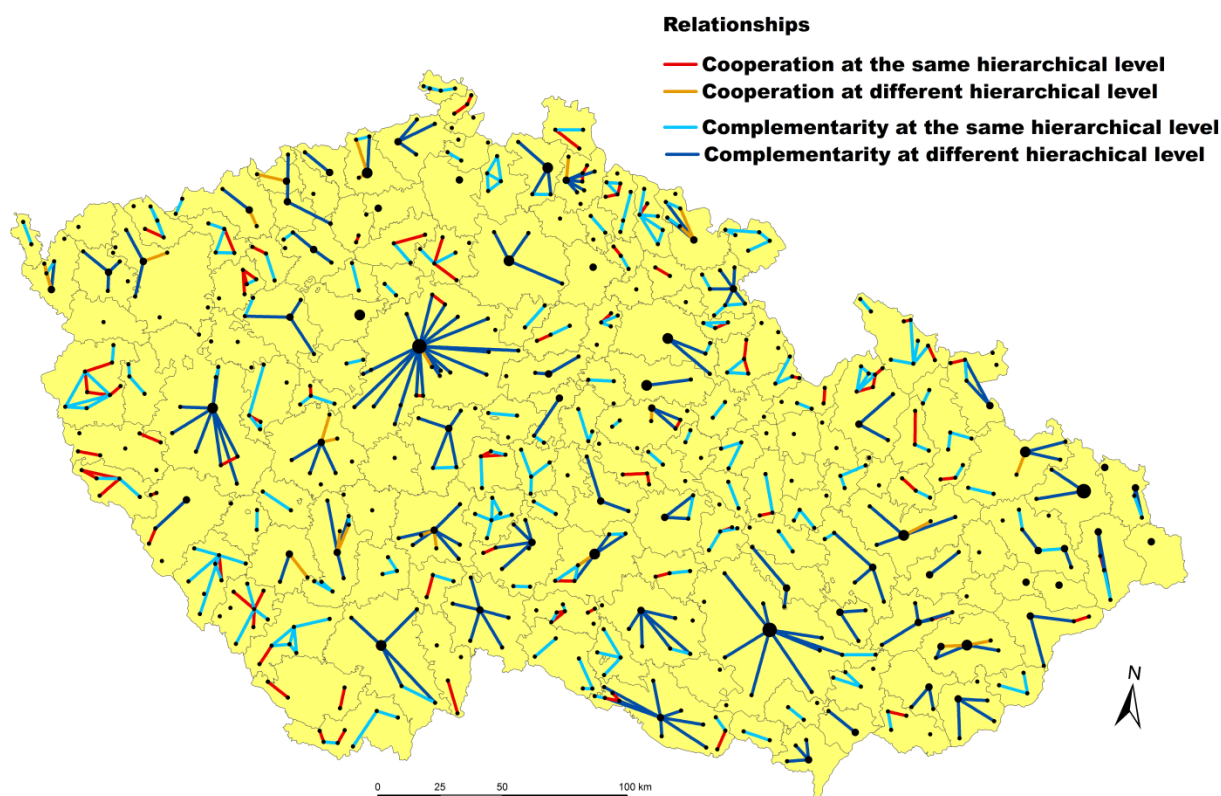 Relationships
Cooperation at the same hierarchical level
Cooperation at different hierarchical level
Complementarity at the same hierarchical level
Complementarity at different hierachical level
N
0 25 50 100 km